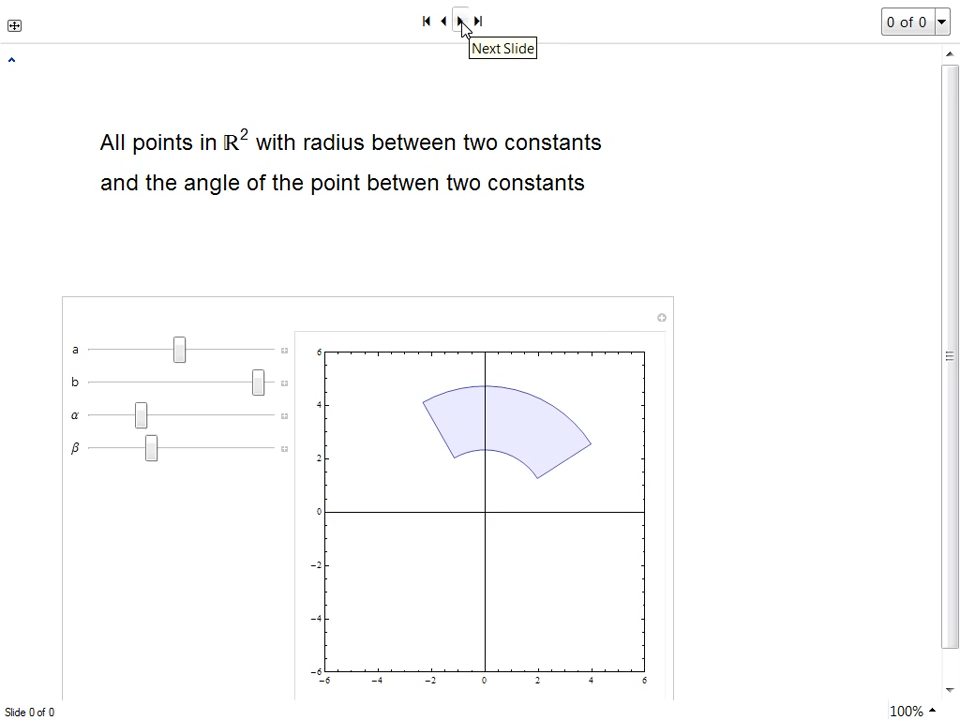 0 of 0
Next Slide
All points in ℝ² with radius between two constants
and the angle of the point betwen two constants
a
b
α
β
6
4
2
0
−2
−4
−6
−6 −4 −2 0 2 4 6
Slide 0 of 0
100%